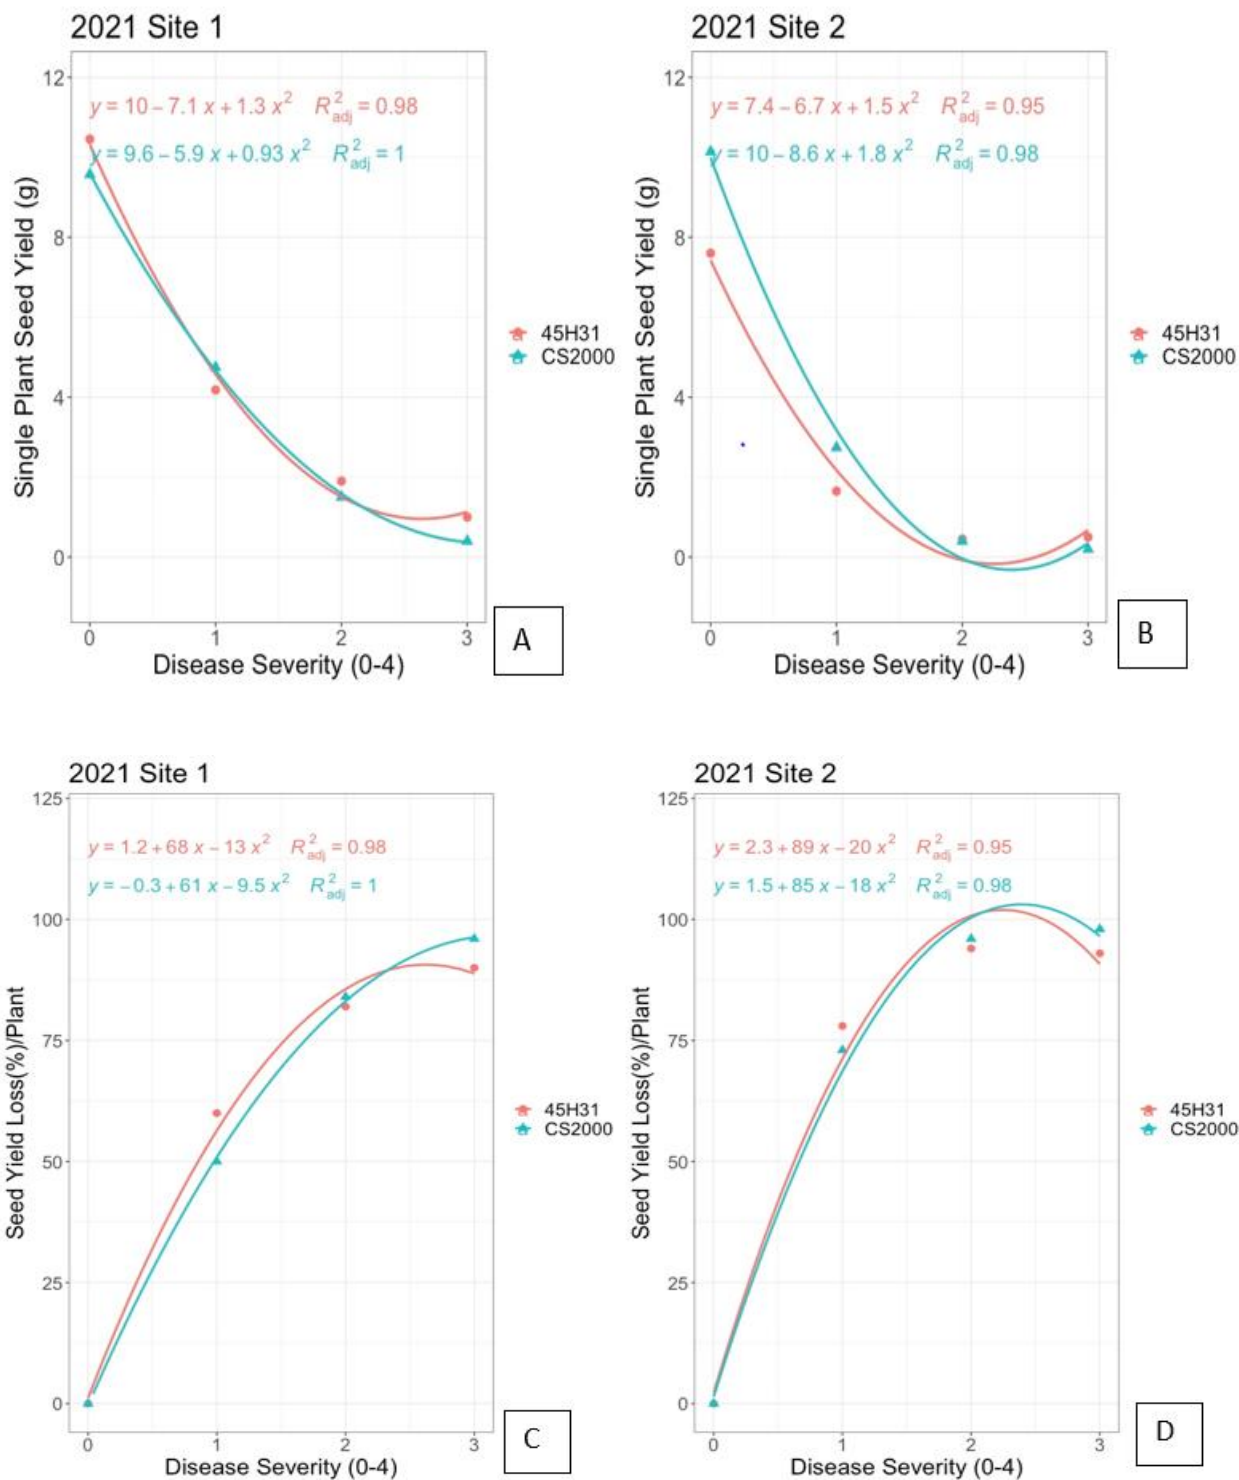 2021 Site 1
12
8
4
0
y = 10 − 7.1 x + 1.3 x² R²adj = 0.98
y = 9.6 − 5.9 x + 0.93 x² R²adj = 1
Single Plant Seed Yield (g)
45H31
CS2000
0 1 2 3
Disease Severity (0-4)
A
2021 Site 2
12
8
4
0
y = 7.4 − 6.7 x + 1.5 x² R²adj = 0.95
y = 10 − 8.6 x + 1.8 x² R²adj = 0.98
Single Plant Seed Yield (g)
45H31
CS2000
0 1 2 3
Disease Severity (0-4)
B
2021 Site 1
125
100
75
50
25
0
y = 1.2 + 68 x − 13 x² R²adj = 0.98
y = −0.3 + 61 x − 9.5 x² R²adj = 1
Seed Yield Loss(%)/Plant
45H31
CS2000
0 1 2 3
Disease Severity (0-4)
C
2021 Site 2
125
100
75
50
25
0
y = 2.3 + 89 x − 20 x² R²adj = 0.95
y = 1.5 + 85 x − 18 x² R²adj = 0.98
Seed Yield Loss(%)/Plant
45H31
CS2000
0 1 2 3
Disease Severity (0-4)
D